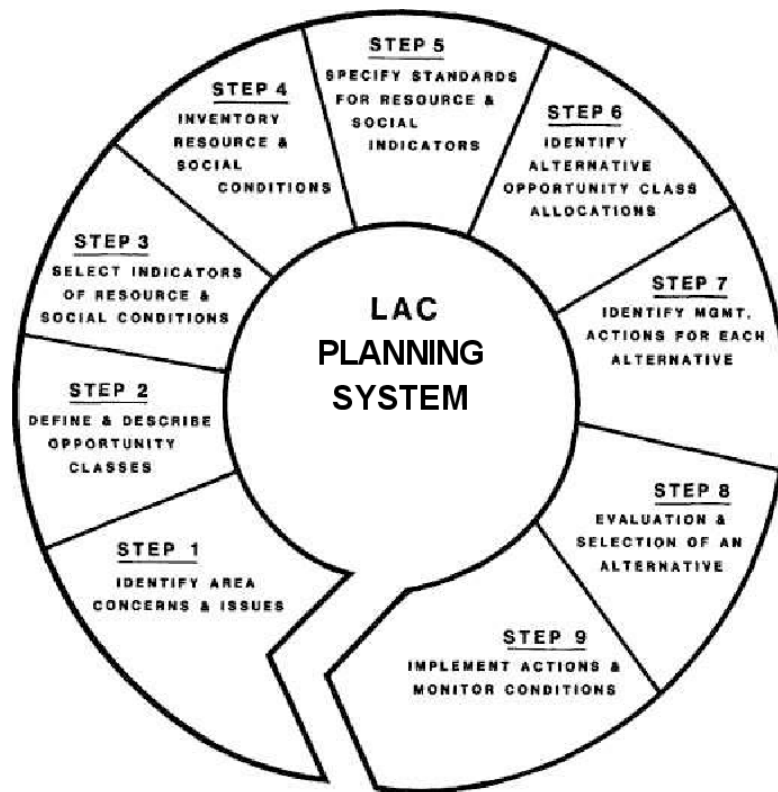 LAC
PLANNING
SYSTEM
STEP 1
IDENTIFY AREA
CONCERNS & ISSUES
STEP 2
DEFINE & DESCRIBE
OPPORTUNITY
CLASSES
STEP 3
SELECT INDICATORS
OF RESOURCE &
SOCIAL CONDITIONS
STEP 4
INVENTORY
RESOURCE &
SOCIAL
CONDITIONS
STEP 5
SPECIFY STANDARDS
FOR RESOURCE &
SOCIAL
INDICATORS
STEP 6
IDENTIFY
ALTERNATIVE
OPPORTUNITY CLASS
ALLOCATIONS
STEP 7
IDENTIFY MGMT.
ACTIONS FOR EACH
ALTERNATIVE
STEP 8
EVALUATION &
SELECTION OF AN
ALTERNATIVE
STEP 9
IMPLEMENT ACTIONS &
MONITOR CONDITIONS